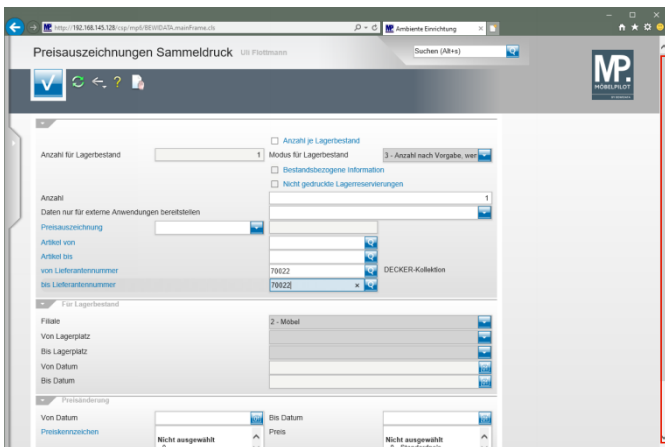 http://192.168.145.128/csp/mp6/BEWIDATA.mainFrame.cls
MP Ambiente Einrichtung
Preisauszeichnungen Sammeldruck Uli Flottmann
Suchen (Alt+s)
MP.
MÖBELPILOT
Anzahl je Lagerbestand
Anzahl für Lagerbestand 1 Modus für Lagerbestand 3 - Anzahl nach Vorgabe, wer
Bestandsbezogene Information
Nicht gedruckte Lagerreservierungen
Anzahl 1
Daten nur für externe Anwendungen bereitstellen
Preisauszeichnung
Artikel von
Artikel bis
von Lieferantennummer 70022 DECKER-Kollektion
bis Lieferantennummer 70022 ×
Für Lagerbestand
Filiale 2 - Möbel
Von Lagerplatz
Bis Lagerplatz
Von Datum
Bis Datum
Preisänderung
Von Datum Bis Datum
Preiskennzeichen Nicht ausgewählt Preis Nicht ausgewählt